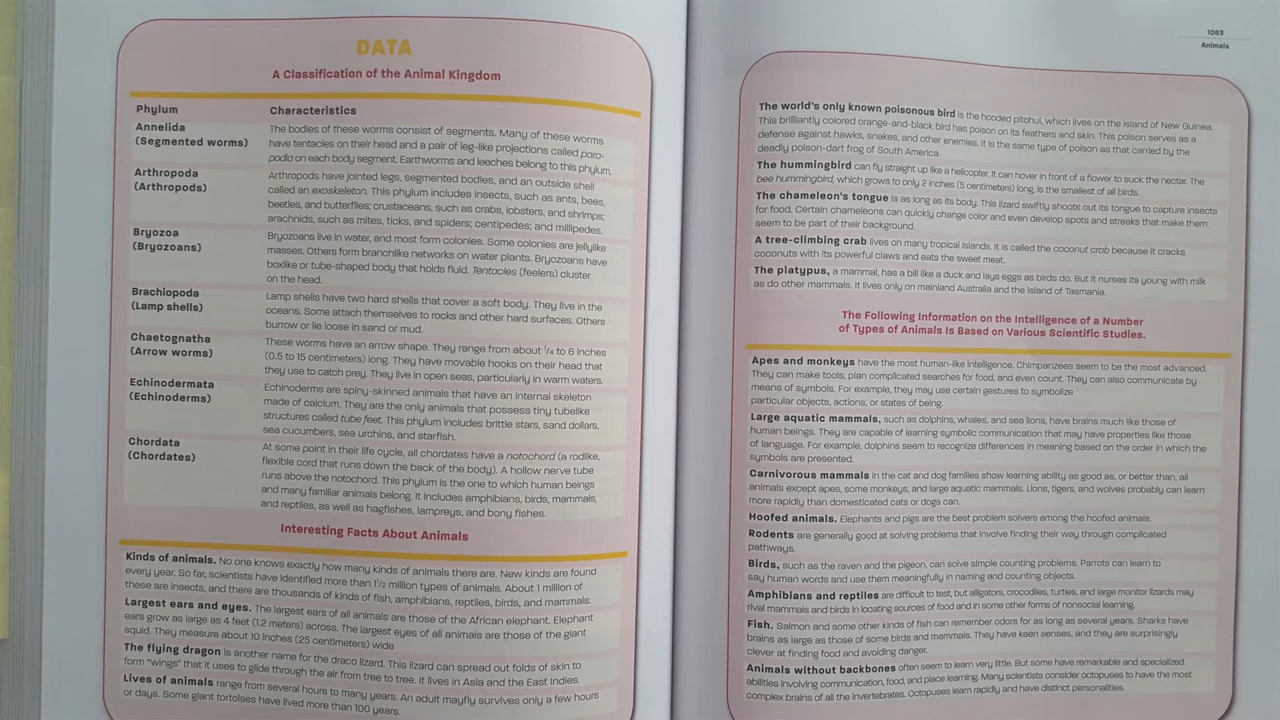 DATA
A Classification of the Animal Kingdom
Phylum
Characteristics
Annelida
(Segmented worms)
The bodies of these worms consist of segments. Many of these worms
have tentacles on their head and a pair of leg-like projections called para-
podia on each body segment. Earthworms and leeches belong to this phylum.
Arthropoda
(Arthropods)
Arthropods have jointed legs, segmented bodies, and an outside shell
called an exoskeleton. This phylum includes insects, such as ants, bees,
beetles, and butterflies; crustaceans, such as crabs, lobsters, and shrimps;
arachnids, such as mites, ticks, and spiders; centipedes; and millipedes.
Bryozoa
(Bryozoans)
Bryozoans live in water, and most form colonies. Some colonies are jellylike
masses. Others form branchlike networks on water plants. Bryozoans have
boxlike or tube-shaped body that holds fluid. Tentacles (feelers) cluster
on the head.
Brachiopoda
(Lamp shells)
Lamp shells have two hard shells that cover a soft body. They live in the
oceans. Some attach themselves to rocks and other hard surfaces. Others
burrow or lie loose in sand or mud.
Chaetognatha
(Arrow worms)
These worms have an arrow shape. They range from about 1/4 to 6 inches
(0.5 to 15 centimeters) long. They have movable hooks on their head that
they use to catch prey. They live in open seas, particularly in warm waters.
Echinodermata
(Echinoderms)
Echinoderms are spiny-skinned animals that have an internal skeleton
made of calcium. They are the only animals that possess tiny tubelike
structures called tube feet. This phylum includes brittle stars, sand dollars,
sea cucumbers, sea urchins, and starfish.
Chordata
(Chordates)
At some point in their life cycle, all chordates have a notochord (a rodlike,
flexible cord that runs down the back of the body). A hollow nerve tube
runs above the notochord. This phylum is the one to which human beings
and many familiar animals belong. It includes amphibians, birds, mammals,
and reptiles, as well as hagfishes, lampreys, and bony fishes.
Interesting Facts About Animals
Kinds of animals. No one knows exactly how many kinds of animals there are. New kinds are found
every year. So far, scientists have identified more than 1 1/2 million types of animals. About 1 million of
these are insects, and there are thousands of kinds of fish, amphibians, reptiles, birds, and mammals.
Largest ears and eyes. The largest ears of all animals are those of the African elephant. Elephant
ears grow as large as 4 feet (1.2 meters) across. The largest eyes of all animals are those of the giant
squid. They measure about 10 inches (25 centimeters) wide
The flying dragon is another name for the draco lizard. This lizard can spread out folds of skin to
form "wings" that it uses to glide through the air from tree to tree. It lives in Asia and the East Indies.
Lives of animals range from several hours to many years. An adult mayfly survives only a few hours
or days. Some giant tortoises have lived more than 100 years.
1063
Animals
The world's only known poisonous bird is the hooded pitohui, which lives on the island of New Guinea.
This brilliantly colored orange-and-black bird has poison on its feathers and skin. This poison serves as a
defense against hawks, snakes, and other enemies. It is the same type of poison as that carried by the
deadly poison-dart frog of South America.
The hummingbird can fly straight up like a helicopter. It can hover in front of a flower to suck the nectar. The
bee hummingbird, which grows to only 2 inches (5 centimeters) long, is the smallest of all birds.
The chameleon's tongue is as long as its body. This lizard swiftly shoots out its tongue to capture insects
for food. Certain chameleons can quickly change color and even develop spots and streaks that make them
seem to be part of their background.
A tree-climbing crab lives on many tropical islands. It is called the coconut crab because it cracks
coconuts with its powerful claws and eats the sweet meat.
The platypus, a mammal, has a bill like a duck and lays eggs as birds do. But it nurses its young with milk
as do other mammals. It lives only on mainland Australia and the island of Tasmania.
The Following Information on the Intelligence of a Number
of Types of Animals Is Based on Various Scientific Studies.
Apes and monkeys have the most human-like intelligence. Chimpanzees seem to be the most advanced.
They can make tools, plan complicated searches for food, and even count. They can also communicate by
means of symbols. For example, they may use certain gestures to symbolize
particular objects, actions, or states of being.
Large aquatic mammals, such as dolphins, whales, and sea lions, have brains much like those of
human beings. They are capable of learning symbolic communication that may have properties like those
of language. For example, dolphins seem to recognize differences in meaning based on the order in which the
symbols are presented.
Carnivorous mammals in the cat and dog families show learning ability as good as, or better than, all
animals except apes, some monkeys, and large aquatic mammals. Lions, tigers, and wolves probably can learn
more rapidly than domesticated cats or dogs can.
Hoofed animals. Elephants and pigs are the best problem solvers among the hoofed animals.
Rodents are generally good at solving problems that involve finding their way through complicated
pathways.
Birds, such as the raven and the pigeon, can solve simple counting problems. Parrots can learn to
say human words and use them meaningfully in naming and counting objects.
Amphibians and reptiles are difficult to test, but alligators, crocodiles, turtles, and large monitor lizards may
rival mammals and birds in locating sources of food and in some other forms of nonsocial learning.
Fish. Salmon and some other kinds of fish can remember odors for as long as several years. Sharks have
brains as large as those of some birds and mammals. They have keen senses, and they are surprisingly
clever at finding food and avoiding danger.
Animals without backbones often seem to learn very little. But some have remarkable and specialized
abilities involving communication, food, and place learning. Many scientists consider octopuses to have the most
complex brains of all the invertebrates. Octopuses learn rapidly and have distinct personalities.